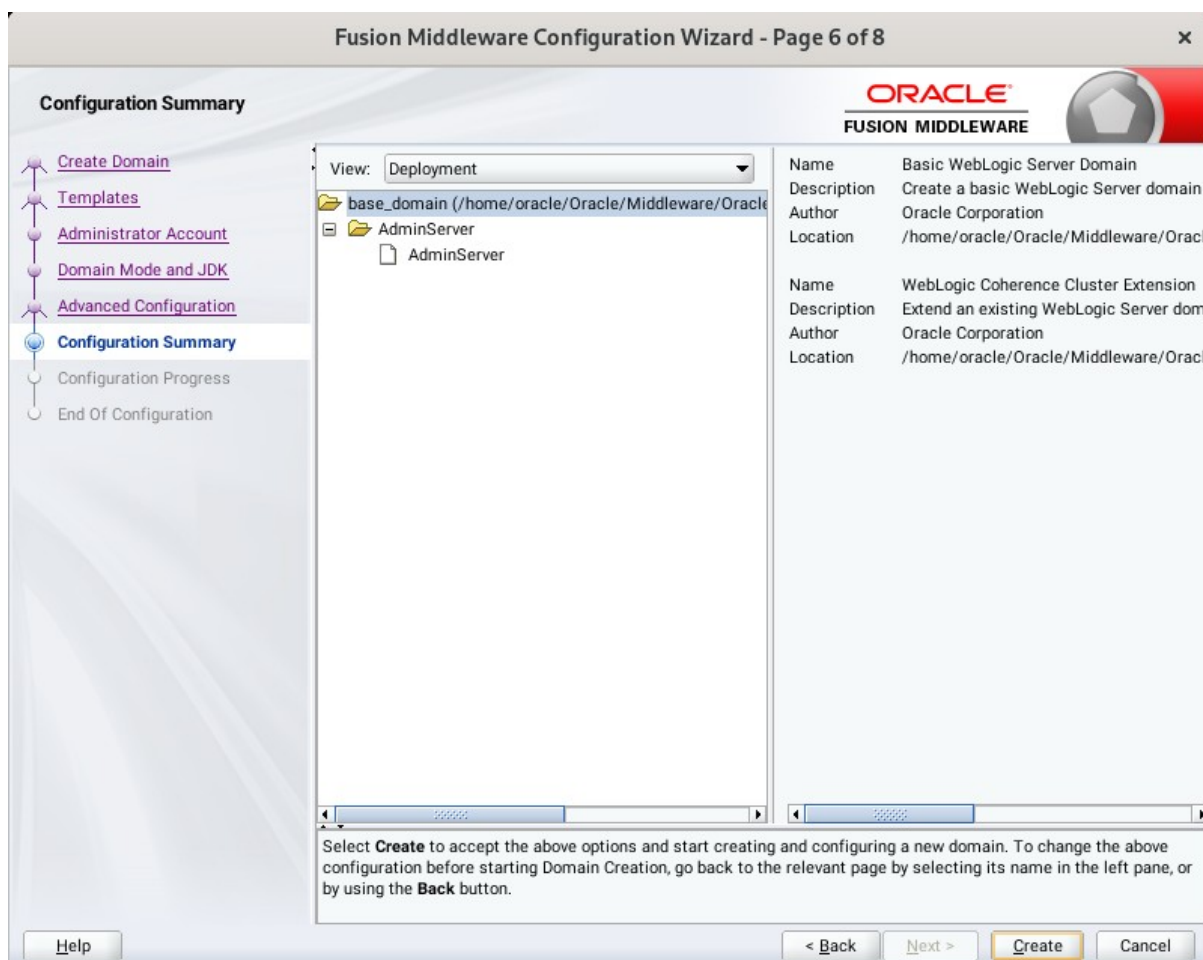 Fusion Middleware Configuration Wizard - Page 6 of 8
Configuration Summary
ORACLE
FUSION MIDDLEWARE
Create Domain
Templates
Administrator Account
Domain Mode and JDK
Advanced Configuration
Configuration Summary
Configuration Progress
End Of Configuration
View: Deployment
base_domain (/home/oracle/Oracle/Middleware/Oracle
AdminServer
AdminServer
Name Basic WebLogic Server Domain
Description Create a basic WebLogic Server domain
Author Oracle Corporation
Location /home/oracle/Oracle/Middleware/Orac
Name WebLogic Coherence Cluster Extension
Description Extend an existing WebLogic Server dom
Author Oracle Corporation
Location /home/oracle/Oracle/Middleware/Orac
Select Create to accept the above options and start creating and configuring a new domain. To change the above
configuration before starting Domain Creation, go back to the relevant page by selecting its name in the left pane, or
by using the Back button.
Help < Back Next > Create Cancel